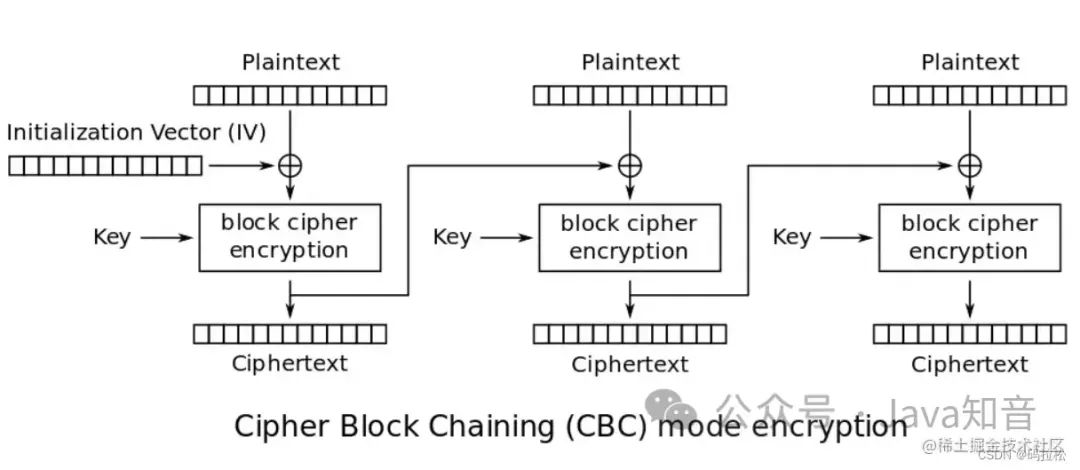 Plaintext
Plaintext
Plaintext
Initialization Vector (IV)
Key
block cipher
encryption
Key
block cipher
encryption
Key
block cipher
encryption
Ciphertext
Ciphertext
Ciphertext
公众号 · Java知音
Cipher Block Chaining (CBC) mode encryption
@稀土掘金技术社区
CSDN @码拉松